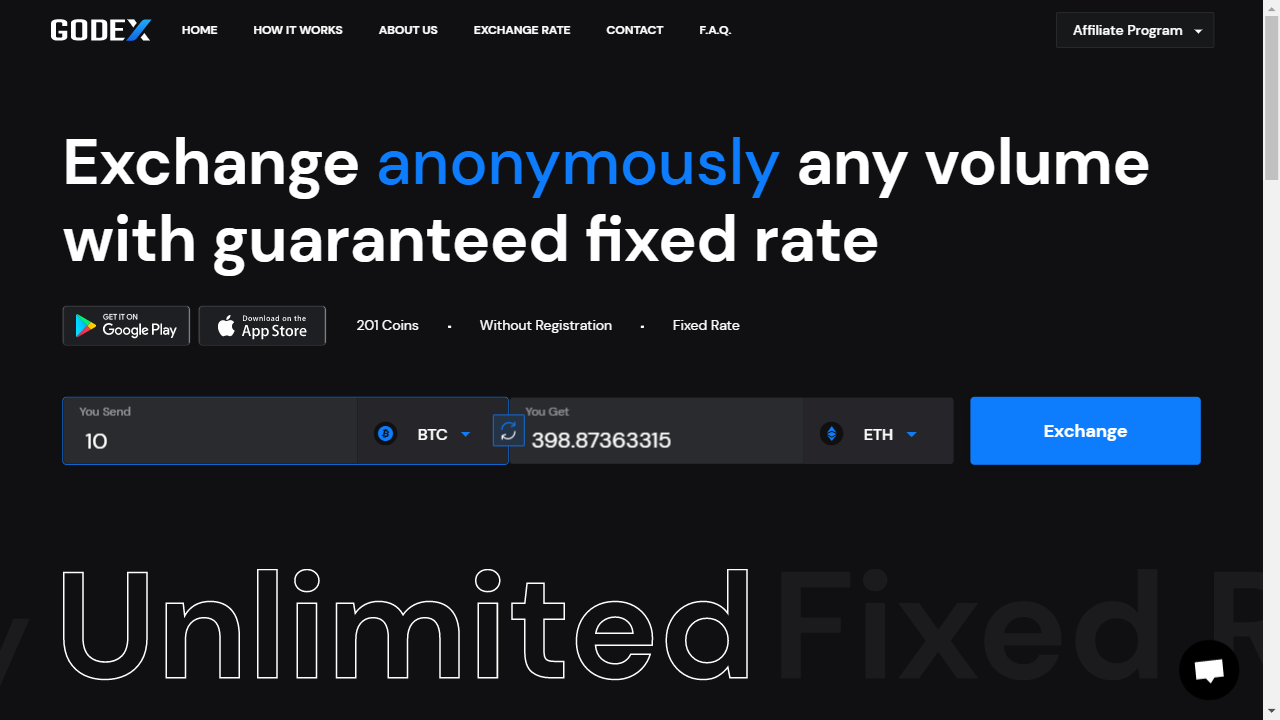 GODEX
HOME
HOW IT WORKS
ABOUT US
EXCHANGE RATE
CONTACT
F.A.Q.
Affiliate Program
Exchange anonymously any volume
with guaranteed fixed rate
GET IT ON
Google Play
Download on the
App Store
201 Coins
Without Registration
Fixed Rate
You Send
10
BTC
You Get
398.87363315
ETH
Exchange
Unlimited
Fixed R